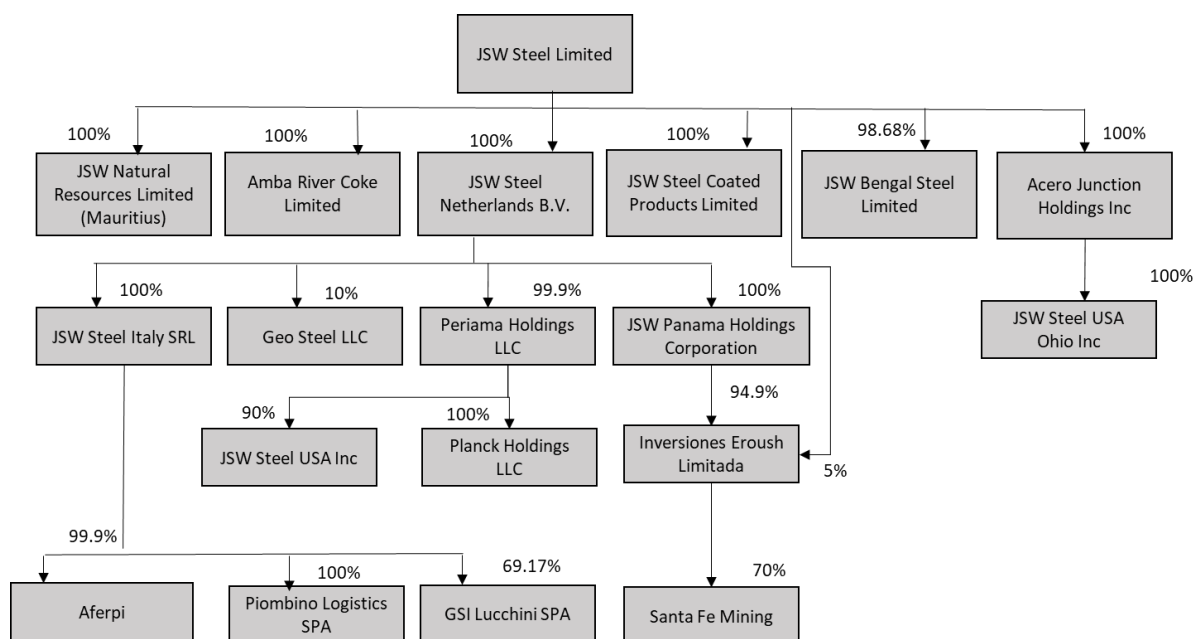 JSW Steel Limited
100%
100%
100%
100%
98.68%
100%
JSW Natural
Resources Limited
(Mauritius)
Amba River Coke
Limited
JSW Steel
Netherlands B.V.
JSW Steel Coated
Products Limited
JSW Bengal Steel
Limited
Acero Junction
Holdings Inc
100%
10%
99.9%
100%
100%
JSW Steel Italy SRL
Geo Steel LLC
Periama Holdings
LLC
JSW Panama Holdings
Corporation
JSW Steel USA
Ohio Inc
90%
100%
94.9%
JSW Steel USA Inc
Planck Holdings
LLC
Inversiones Eroush
Limitada
5%
99.9%
100%
69.17%
70%
Aferpi
Piombino Logistics
SPA
GSI Lucchini SPA
Santa Fe Mining